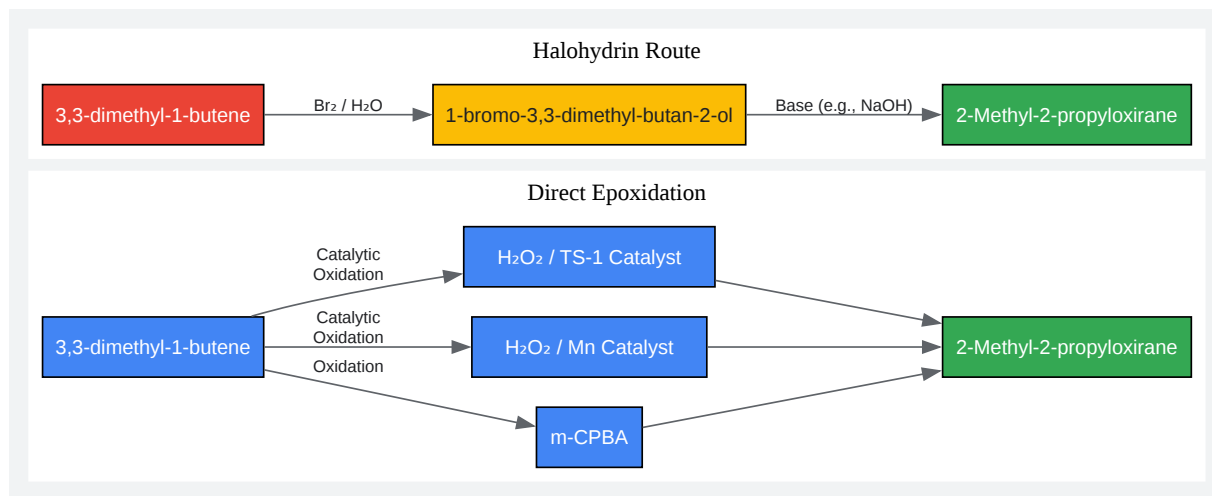 Halohydrin Route
3,3-dimethyl-1-butene
Br₂ / H₂O
1-bromo-3,3-dimethyl-butan-2-ol
Base (e.g., NaOH)
2-Methyl-2-propyloxirane
Direct Epoxidation
Catalytic
Oxidation
H₂O₂ / TS-1 Catalyst
3,3-dimethyl-1-butene
Catalytic
Oxidation
H₂O₂ / Mn Catalyst
2-Methyl-2-propyloxirane
Oxidation
m-CPBA